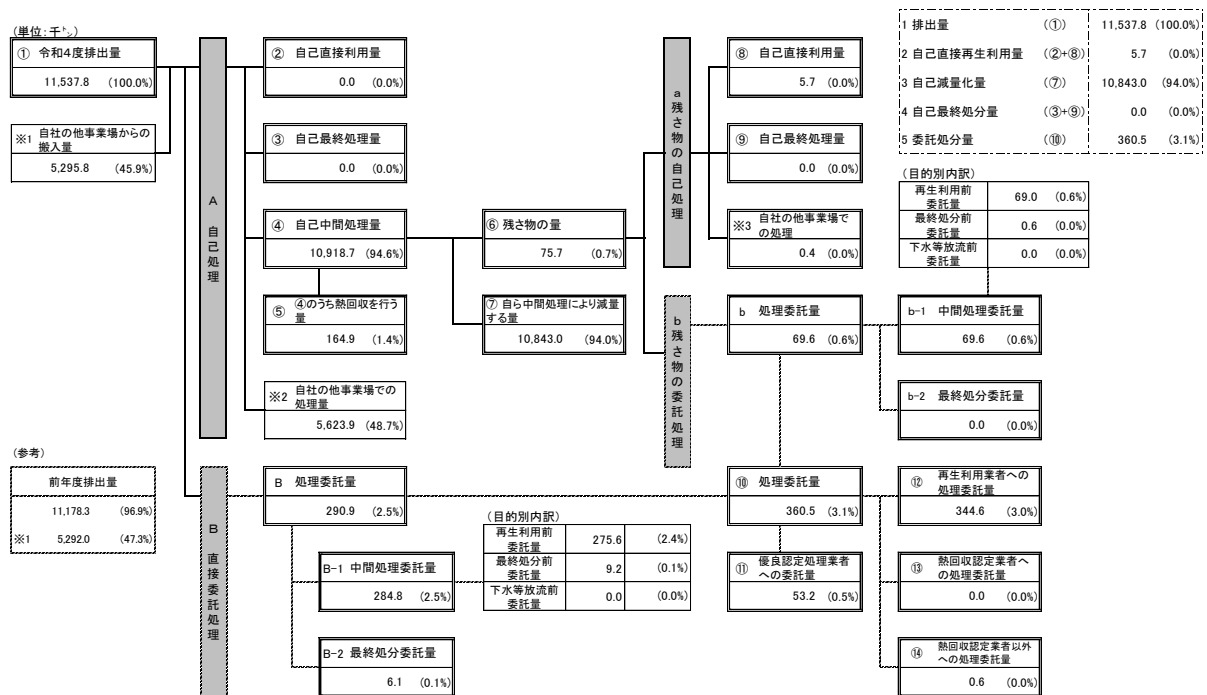 (単位:千㌧)
① 令和4度排出量
11,537.8 (100.0%)
※1 自社の他事業場からの
搬入量
5,295.8 (45.9%)
(参考)
前年度排出量
11,178.3 (96.9%)
※1 5,292.0 (47.3%)
A 自己処理
② 自己直接利用量
0.0 (0.0%)
③ 自己最終処理量
0.0 (0.0%)
④ 自己中間処理量
10,918.7 (94.6%)
⑤ ④のうち熱回収を行う
量
164.9 (1.4%)
※2 自社の他事業場での
処理量
5,623.9 (48.7%)
⑥ 残さ物の量
75.7 (0.7%)
⑦ 自ら中間処理により減量
する量
10,843.0 (94.0%)
a 残さ物の自己処理
⑧ 自己直接利用量
5.7 (0.0%)
⑨ 自己最終処理量
0.0 (0.0%)
※3 自社の他事業場で
の処理
0.4 (0.0%)
b 残さ物の委託処理
b 処理委託量
69.6 (0.6%)
1 排出量 (①) 11,537.8 (100.0%)
2 自己直接再生利用量 (②+⑧) 5.7 (0.0%)
3 自己減量化量 (⑦) 10,843.0 (94.0%)
4 自己最終処分量 (③+⑨) 0.0 (0.0%)
5 委託処分量 (⑩) 360.5 (3.1%)
(目的別内訳)
再生利用前
委託量 69.0 (0.6%)
最終処分前
委託量 0.6 (0.0%)
下水等放流前
委託量 0.0 (0.0%)
b-1 中間処理委託量
69.6 (0.6%)
b-2 最終処分委託量
0.0 (0.0%)
B 直接委託処理
B 処理委託量
290.9 (2.5%)
B-1 中間処理委託量
284.8 (2.5%)
B-2 最終処分委託量
6.1 (0.1%)
(目的別内訳)
再生利用前
委託量 275.6 (2.4%)
最終処分前
委託量 9.2 (0.1%)
下水等放流前
委託量 0.0 (0.0%)
⑩ 処理委託量
360.5 (3.1%)
⑪ 優良認定処理業者
への委託量
53.2 (0.5%)
⑫ 再生利用業者への
処理委託量
344.6 (3.0%)
⑬ 熱回収認定業者へ
の処理委託量
0.0 (0.0%)
⑭ 熱回収認定業者以外
への処理委託量
0.6 (0.0%)